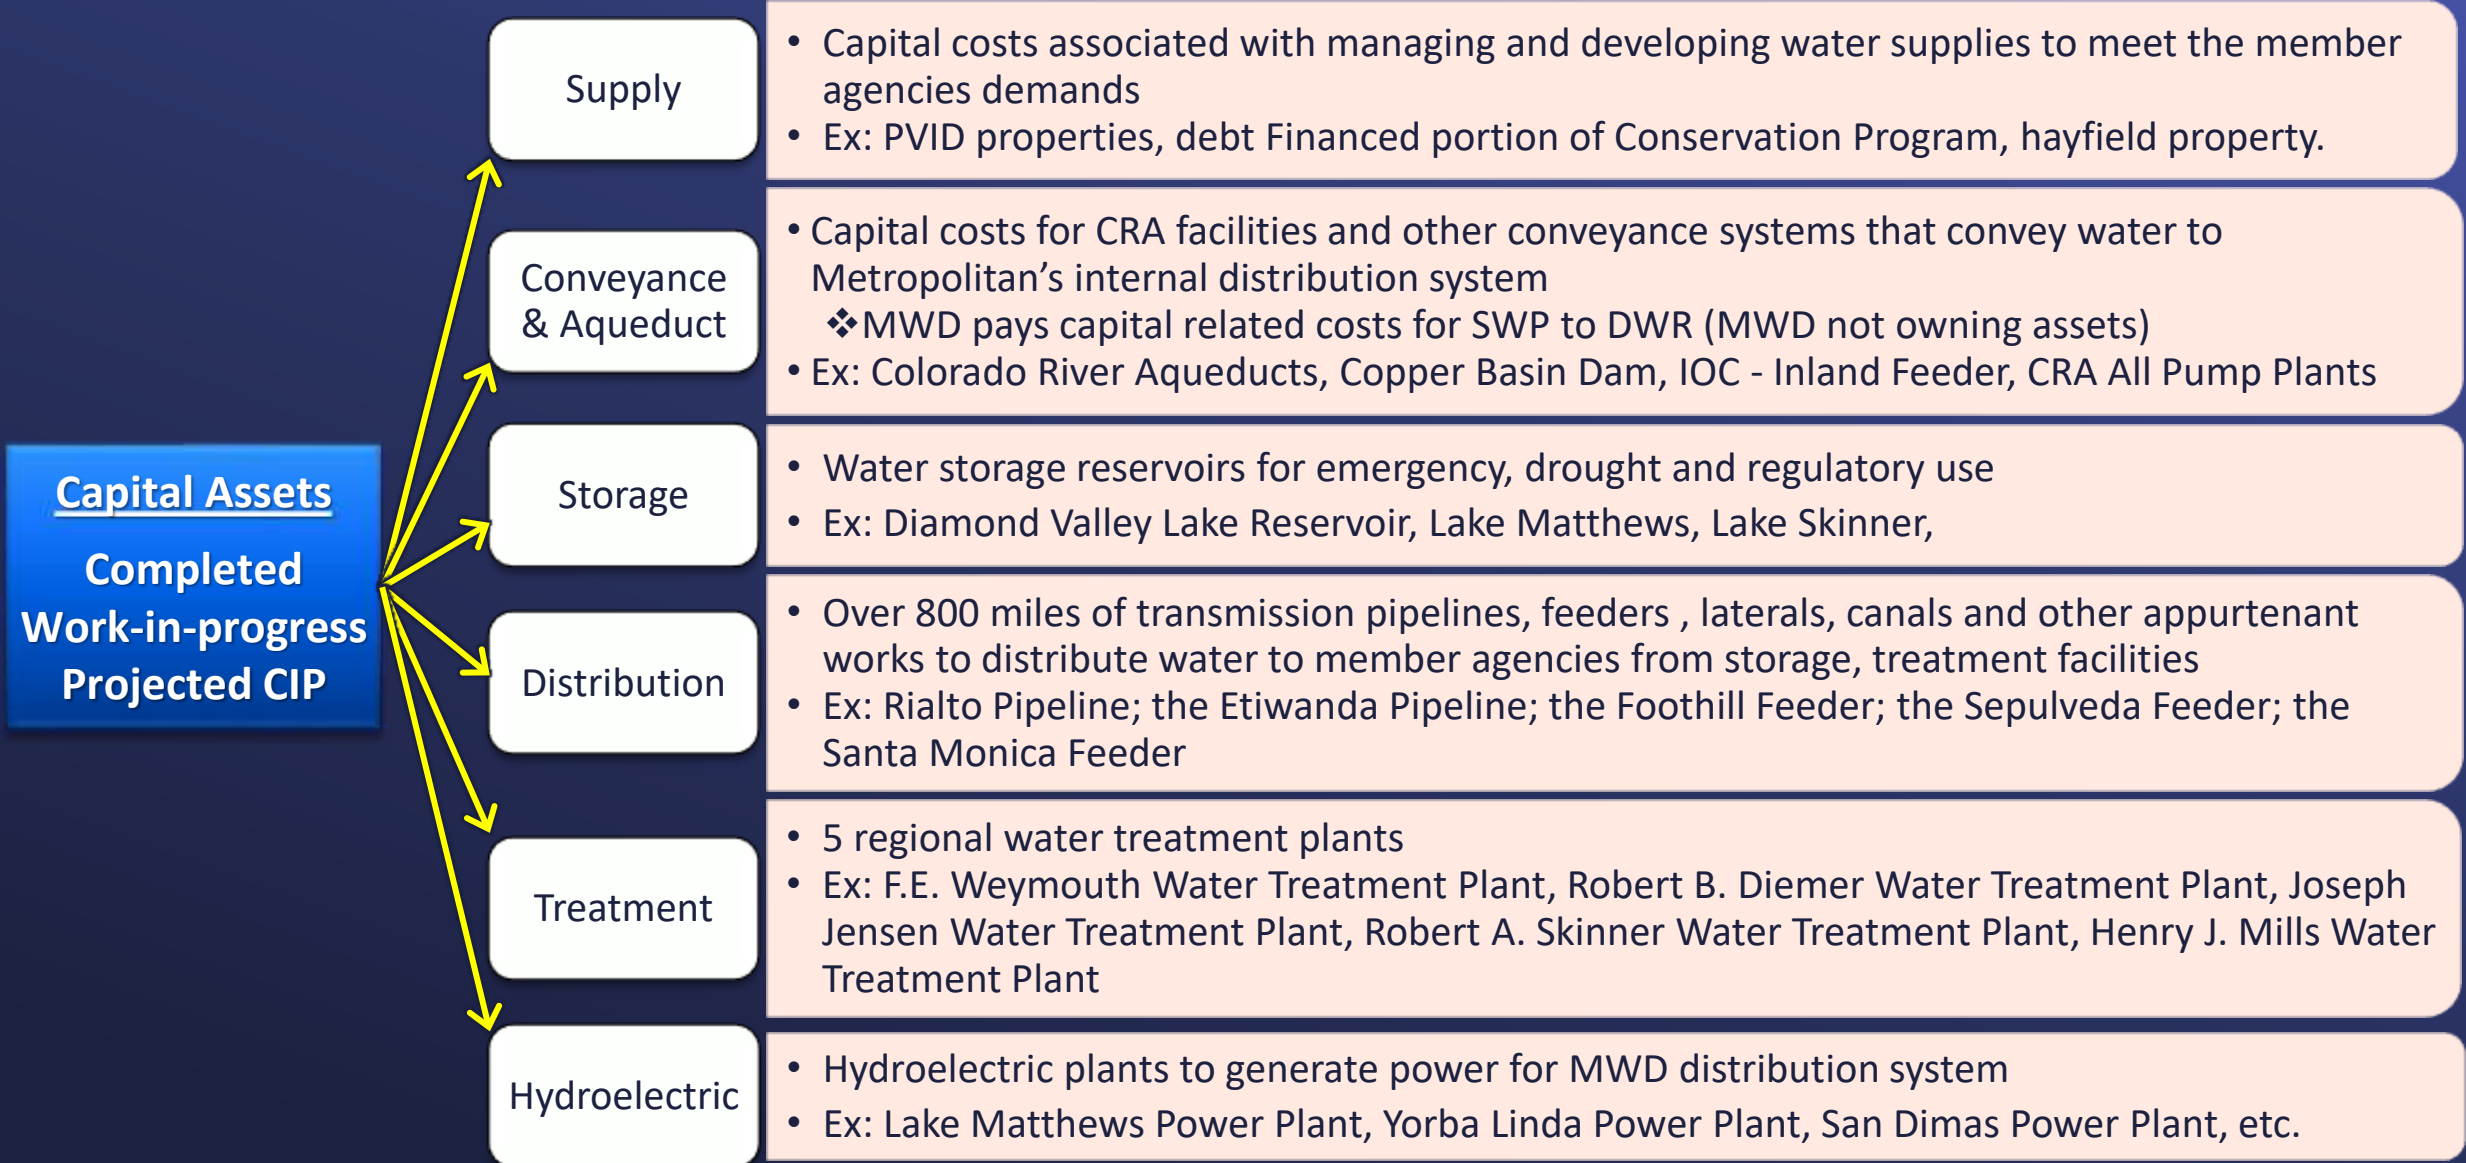 Capital Assets
Completed
Work-in-progress
Projected CIP
Supply
• Capital costs associated with managing and developing water supplies to meet the member
agencies demands
• Ex: PVID properties, debt Financed portion of Conservation Program, hayfield property.
Conveyance
& Aqueduct
• Capital costs for CRA facilities and other conveyance systems that convey water to
Metropolitan’s internal distribution system
❖MWD pays capital related costs for SWP to DWR (MWD not owning assets)
• Ex: Colorado River Aqueducts, Copper Basin Dam, IOC - Inland Feeder, CRA All Pump Plants
Storage
• Water storage reservoirs for emergency, drought and regulatory use
• Ex: Diamond Valley Lake Reservoir, Lake Matthews, Lake Skinner,
Distribution
• Over 800 miles of transmission pipelines, feeders , laterals, canals and other appurtenant
works to distribute water to member agencies from storage, treatment facilities
• Ex: Rialto Pipeline; the Etiwanda Pipeline; the Foothill Feeder; the Sepulveda Feeder; the
Santa Monica Feeder
Treatment
• 5 regional water treatment plants
• Ex: F.E. Weymouth Water Treatment Plant, Robert B. Diemer Water Treatment Plant, Joseph
Jensen Water Treatment Plant, Robert A. Skinner Water Treatment Plant, Henry J. Mills Water
Treatment Plant
Hydroelectric
• Hydroelectric plants to generate power for MWD distribution system
• Ex: Lake Matthews Power Plant, Yorba Linda Power Plant, San Dimas Power Plant, etc.